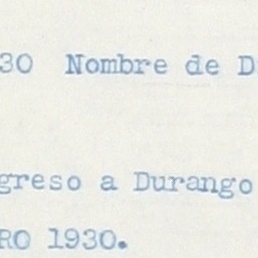 30 Nombre de D
greso a Durango
RO 1930.